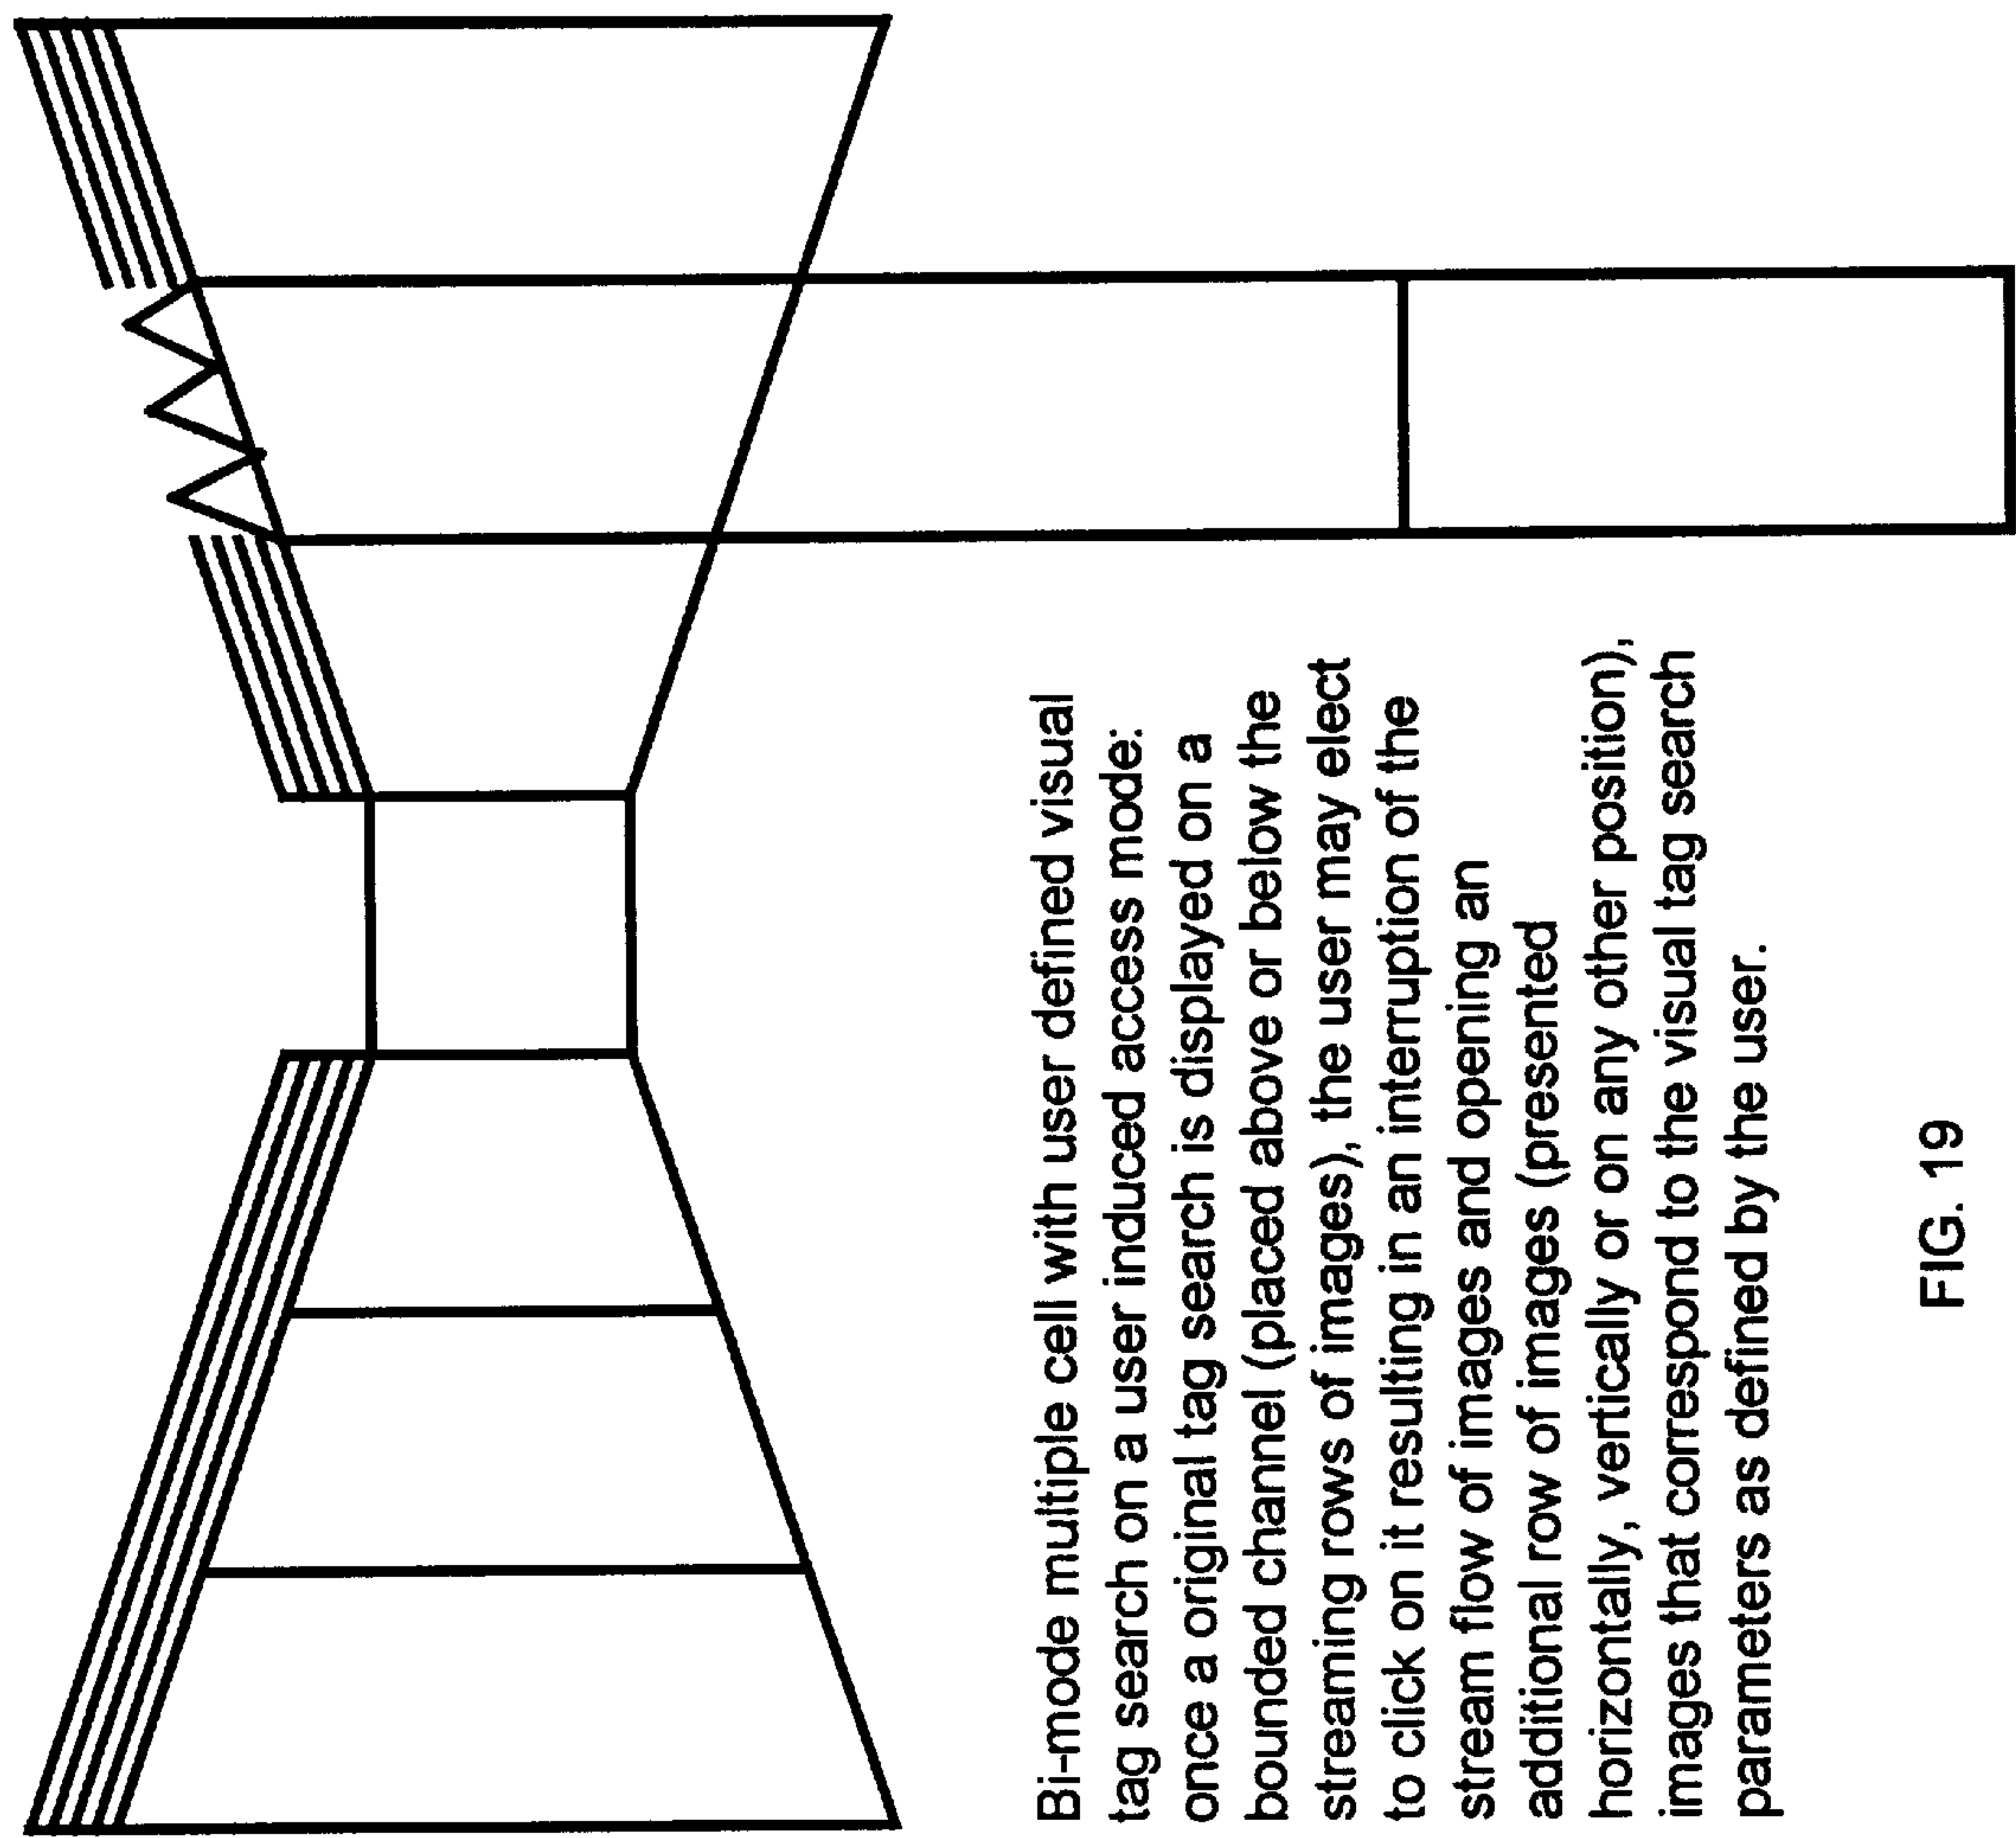 Bi-mode multiple cell with user defined visual
tag search on a user induced access mode:
once a original tag search is displayed on a
bounded channel (placed above or below the
streaming rows of images), the user may elect
to click on it resulting in an interruption of the
stream flow of images and opening an
additional row of images (presented
horizontally, vertically or on any other position),
images that correspond to the visual tag search
parameters as defined by the user.
FIG. 19